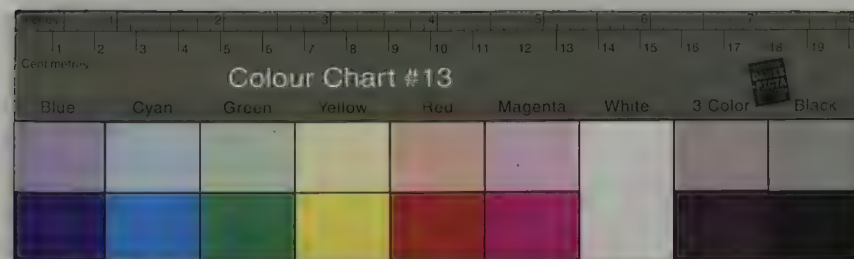 Inches 1 2 3 4 5 6 7 8
1 2 3 4 5 6 7 8 9 10 11 12 13 14 15 16 17 18 19
Centimetres
Colour Chart #13
Blue Cyan Green Yellow Red Magenta White 3 Color Black